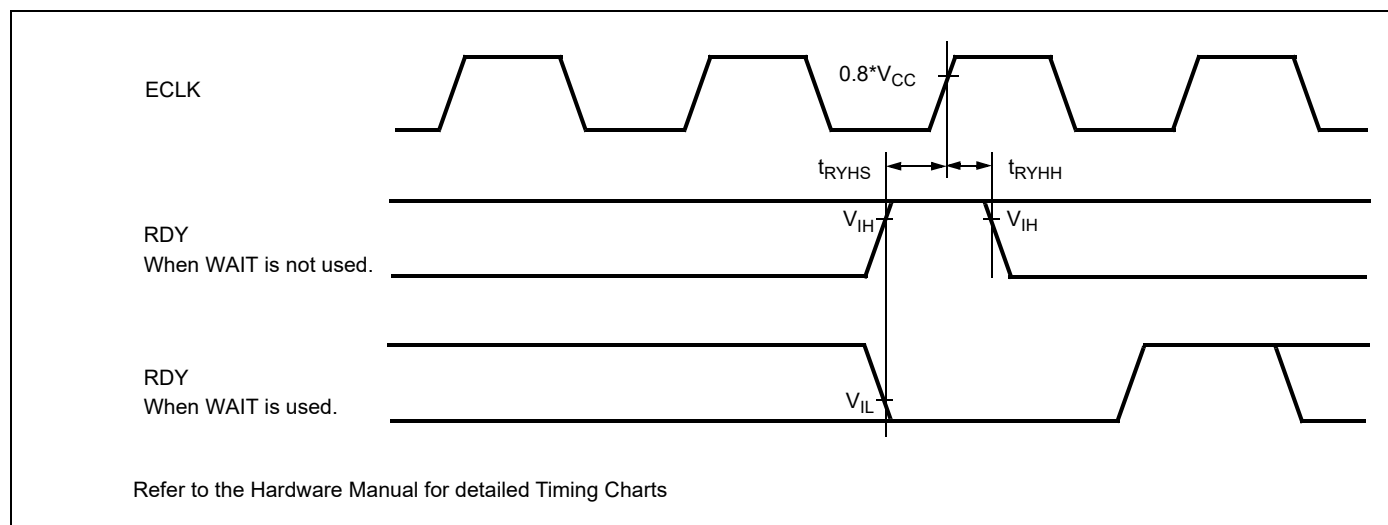 ECLK
0.8*VCC
tRYHS
tRYHH
VIH
VIH
RDY
When WAIT is not used.
RDY
When WAIT is used.
VIL
Refer to the Hardware Manual for detailed Timing Charts